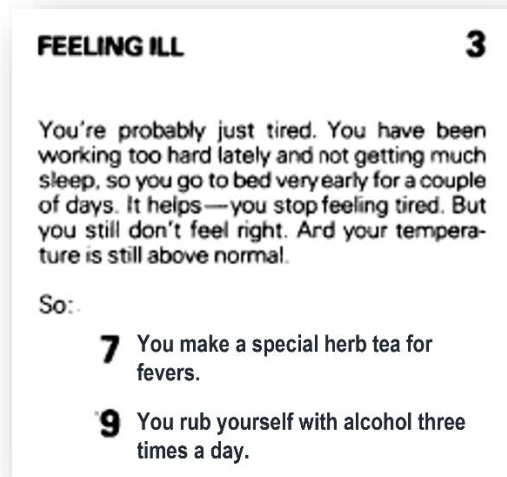 FEELING ILL 3
You're probably just tired. You have been
working too hard lately and not getting much
sleep, so you go to bed very early for a couple
of days. It helps—you stop feeling tired. But
you still don't feel right. Ard your tempera-
ture is still above normal.
So:
7 You make a special herb tea for
fevers.
9 You rub yourself with alcohol three
times a day.